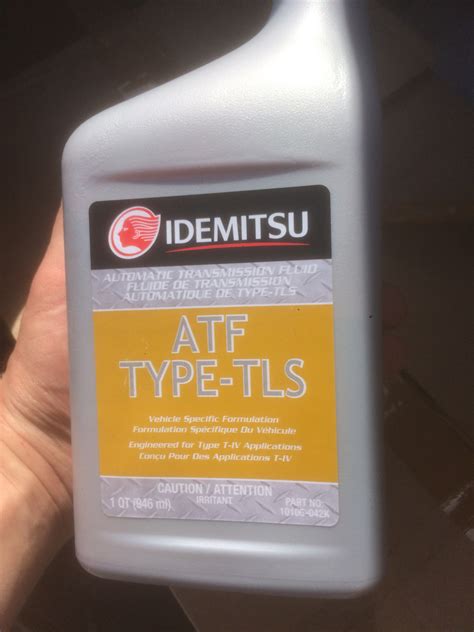 IDEMITSU
AUTOMATIC TRANSMISSION FLUID
FLUIDE DE TRANSMISSION
AUTOMATIQUE DE TYPE-TLS
ATF
TYPE-TLS
Vehicle Specific Formulation
Formulation Spécifique Du Véhicule
Engineered for Type T-IV Applications
Conçu Pour Des Applications T-IV
CAUTION / ATTENTION
IRRITANT
1 QT (946 ml)
PART NO.
10106-042K